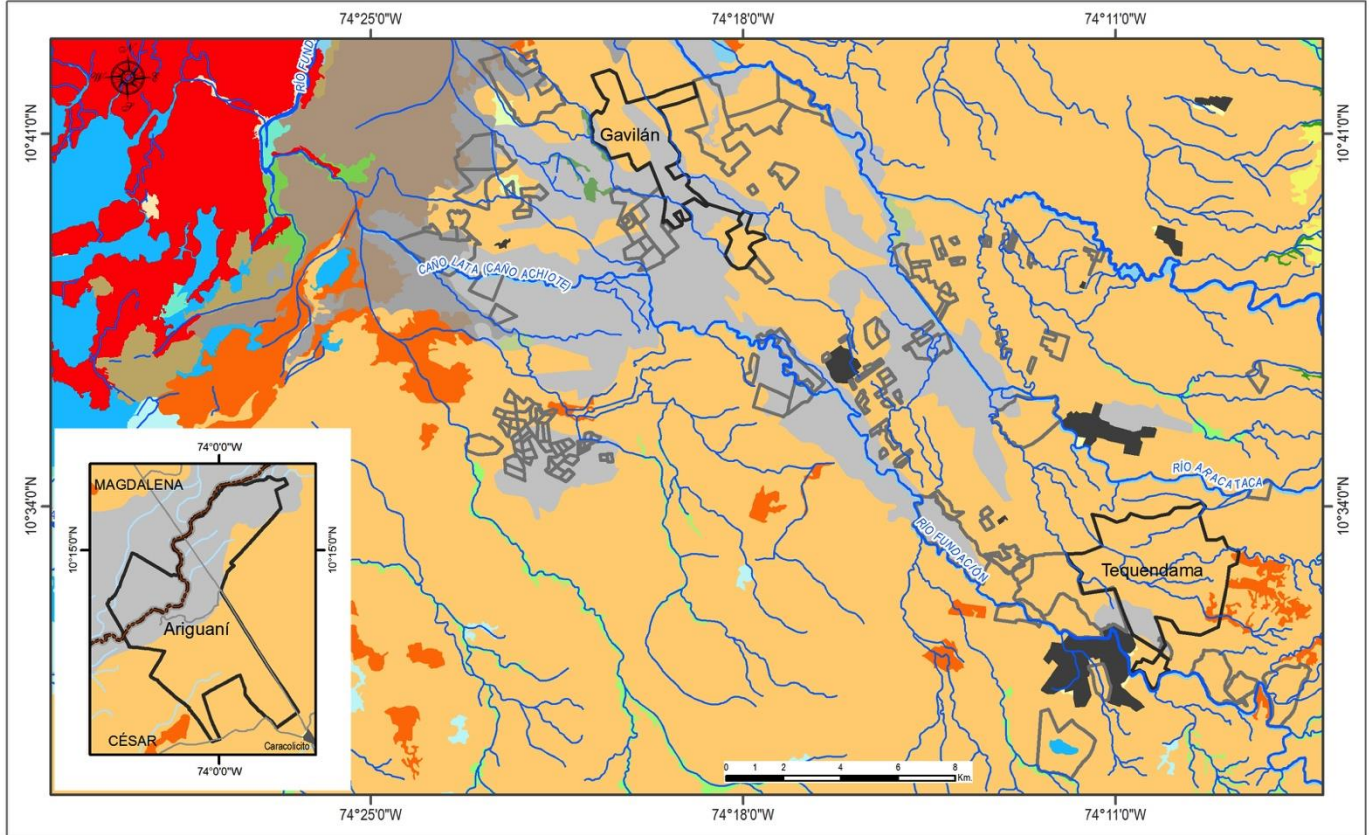 74°25'0"W
74°18'0"W
74°11'0"W
10°41'0"N
10°41'0"N
RÍO FUND
Gavilán
CAÑO LATA (CAÑO ACHIOTE)
RÍO ARACATACA
10°34'0"N
10°34'0"N
RÍO FUNDACIÓN
Tequendama
74°0'0"W
MAGDALENA
10°15'0"N
10°15'0"N
Ariguaní
CÉSAR
Caracolicito
74°0'0"W
0 1 2 4 6 8
Km.
74°25'0"W
74°18'0"W
74°11'0"W